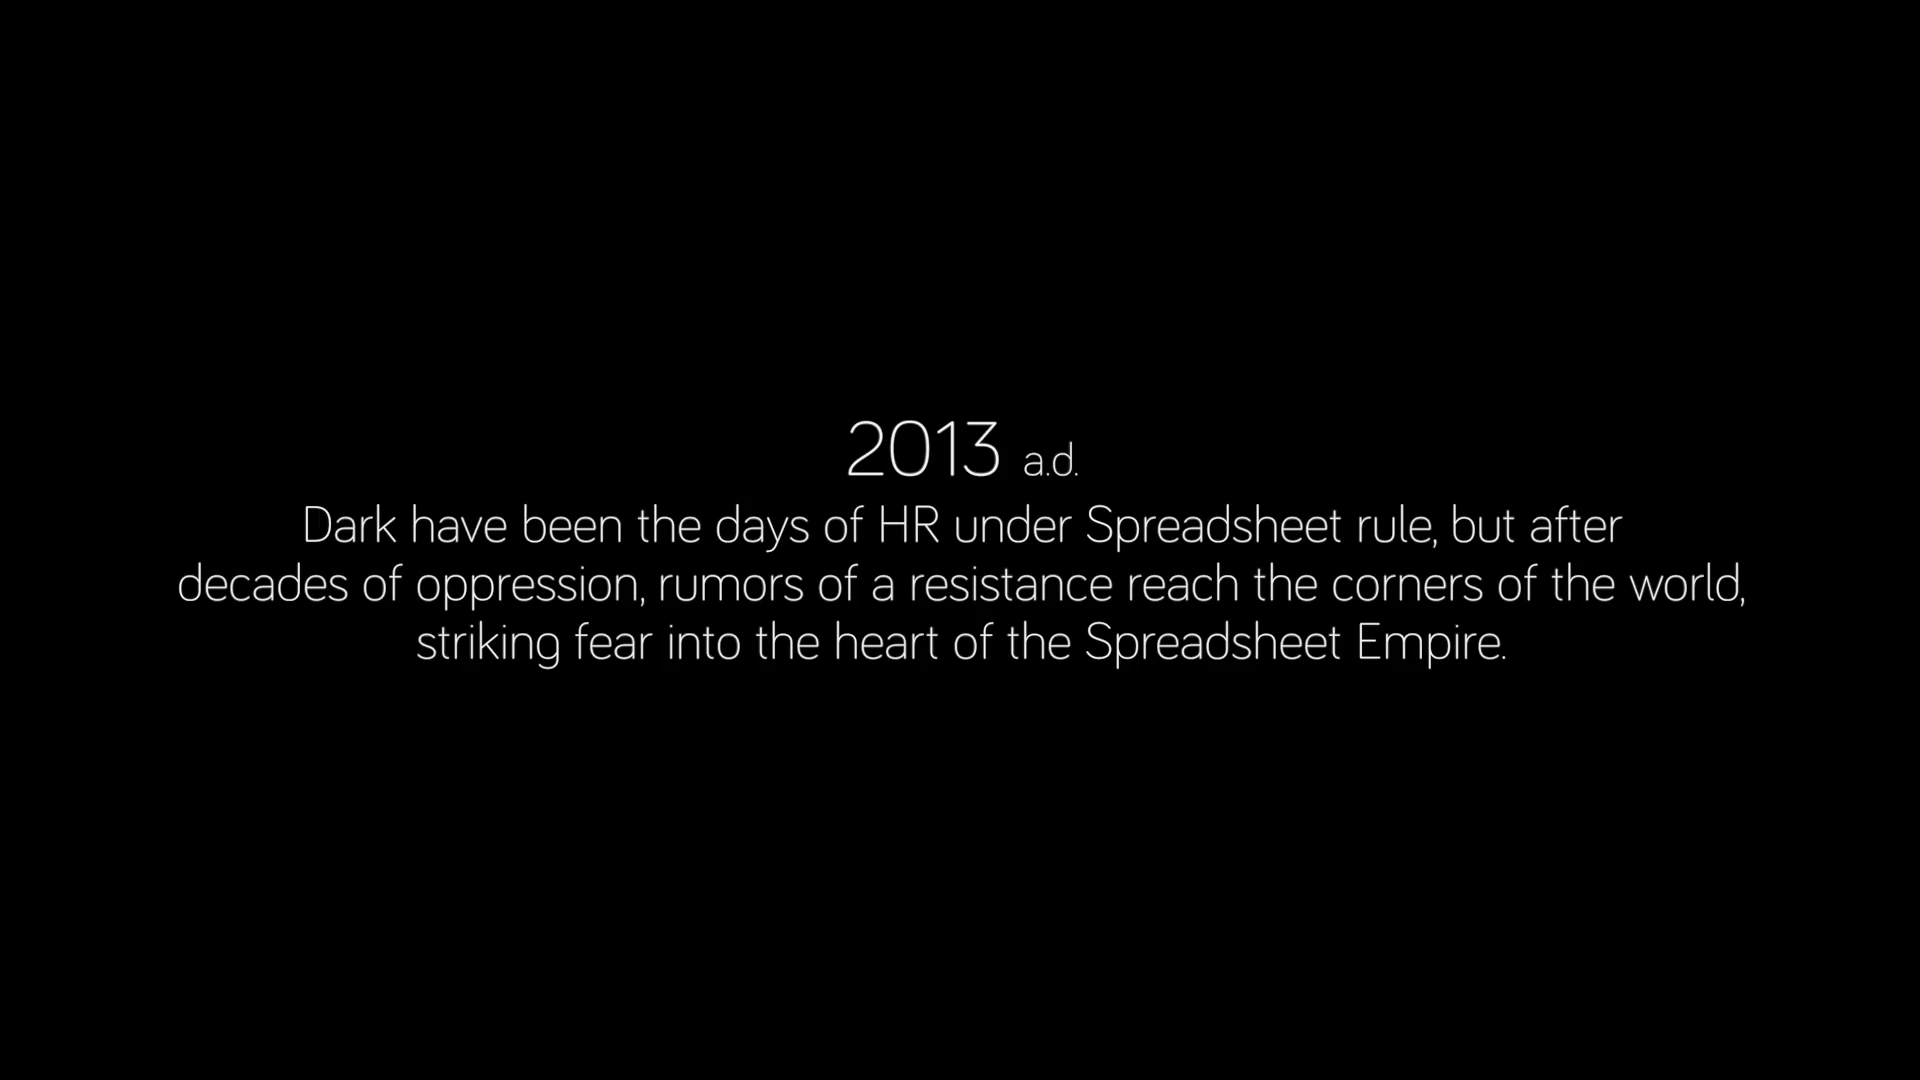 2013 a.d.
Dark have been the days of HR under Spreadsheet rule, but after
decades of oppression, rumors of a resistance reach the corners of the world,
striking fear into the heart of the Spreadsheet Empire.